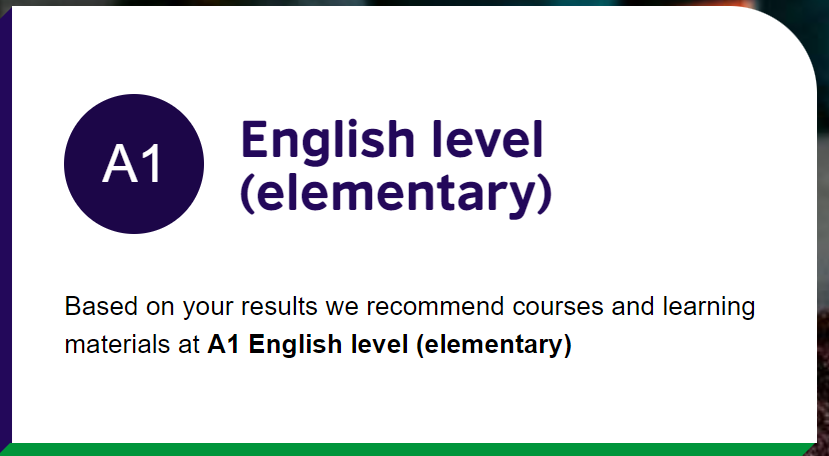 A1
English level
(elementary)
Based on your results we recommend courses and learning
materials at A1 English level (elementary)